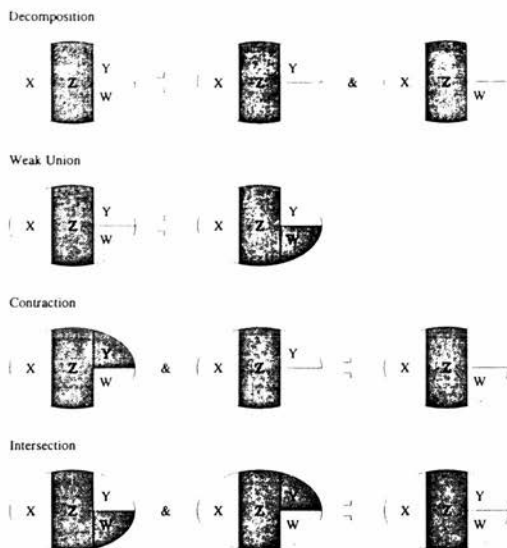 Decomposition
X Z Y W X Z Y & X Z W
Weak Union
X Z Y W X Z Y W
Contraction
X Z Y W & X Z Y X Z W
Intersection
X Z Y W & X Z W X Z Y W